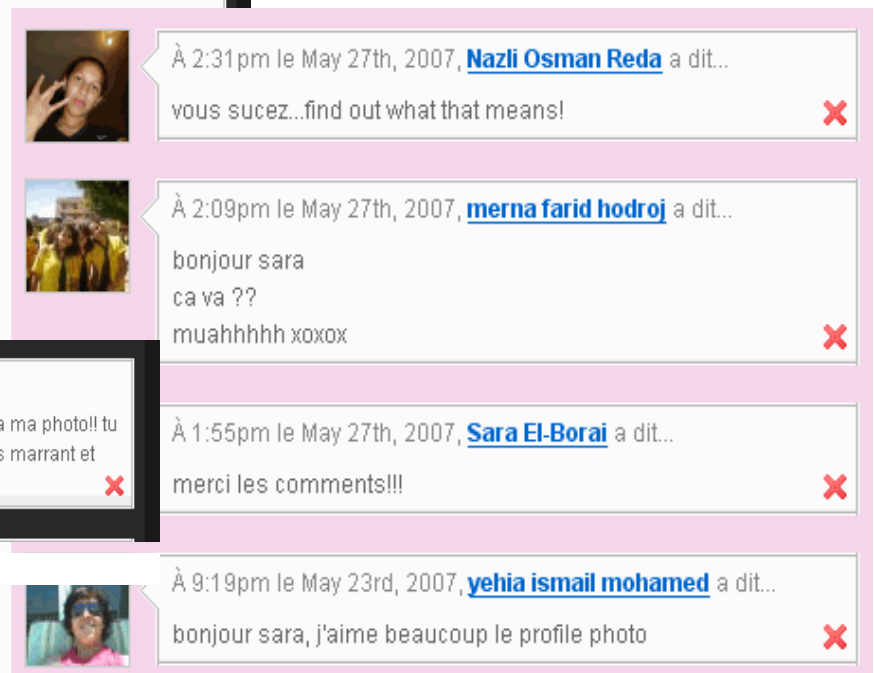 À 2:31pm le May 27th, 2007, Nazli Osman Reda a dit...
vous sucez...find out what that means!
À 2:09pm le May 27th, 2007, merna farid hodroj a dit...
bonjour sara
ca va ??
muahhhhh xoxox
a ma photo!! tu
s marrant et
À 1:55pm le May 27th, 2007, Sara El-Borai a dit...
merci les comments!!!
À 9:19pm le May 23rd, 2007, yehia ismail mohamed a dit...
bonjour sara, j'aime beaucoup le profile photo